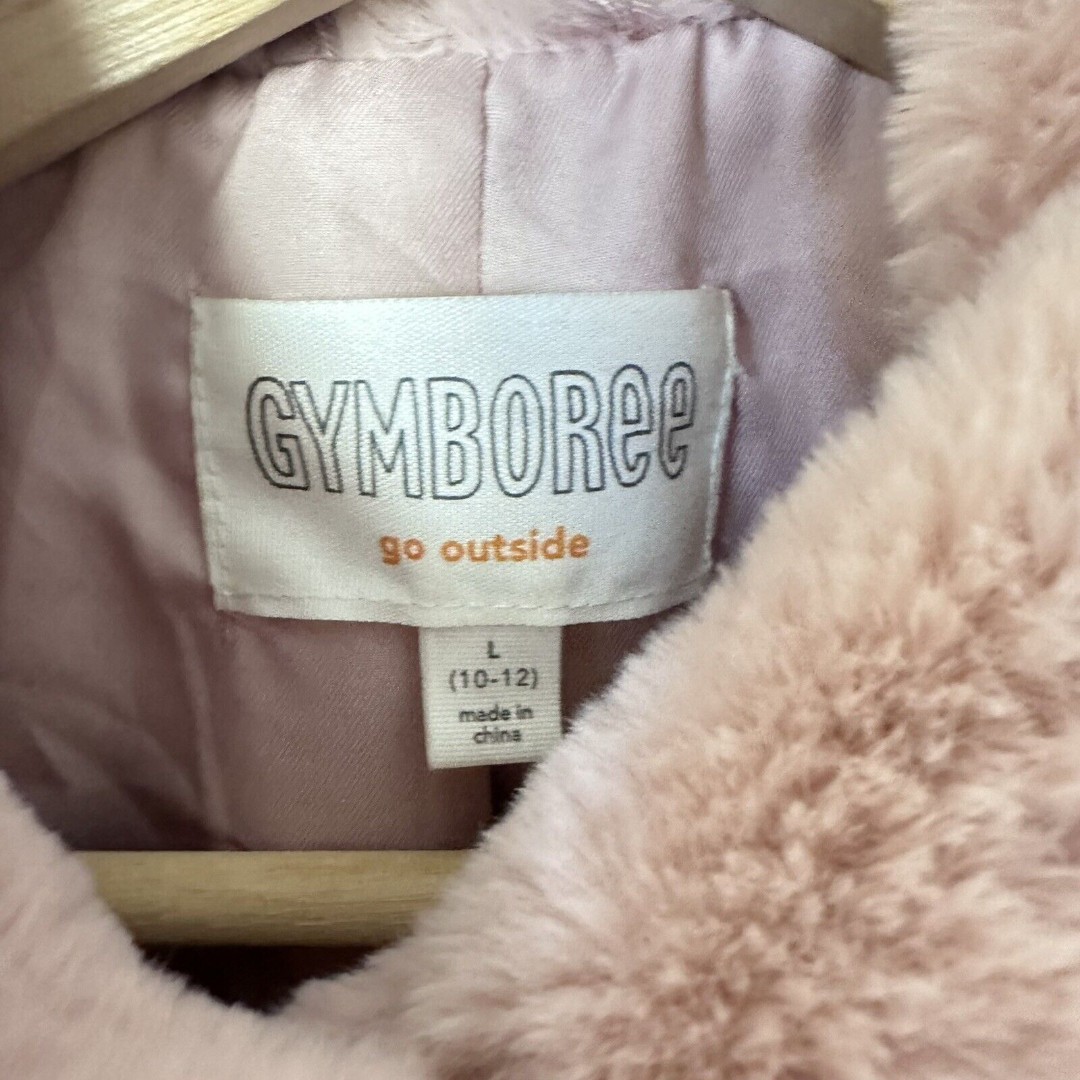 GYMBORee
go outside
L
(10-12)
made in
china